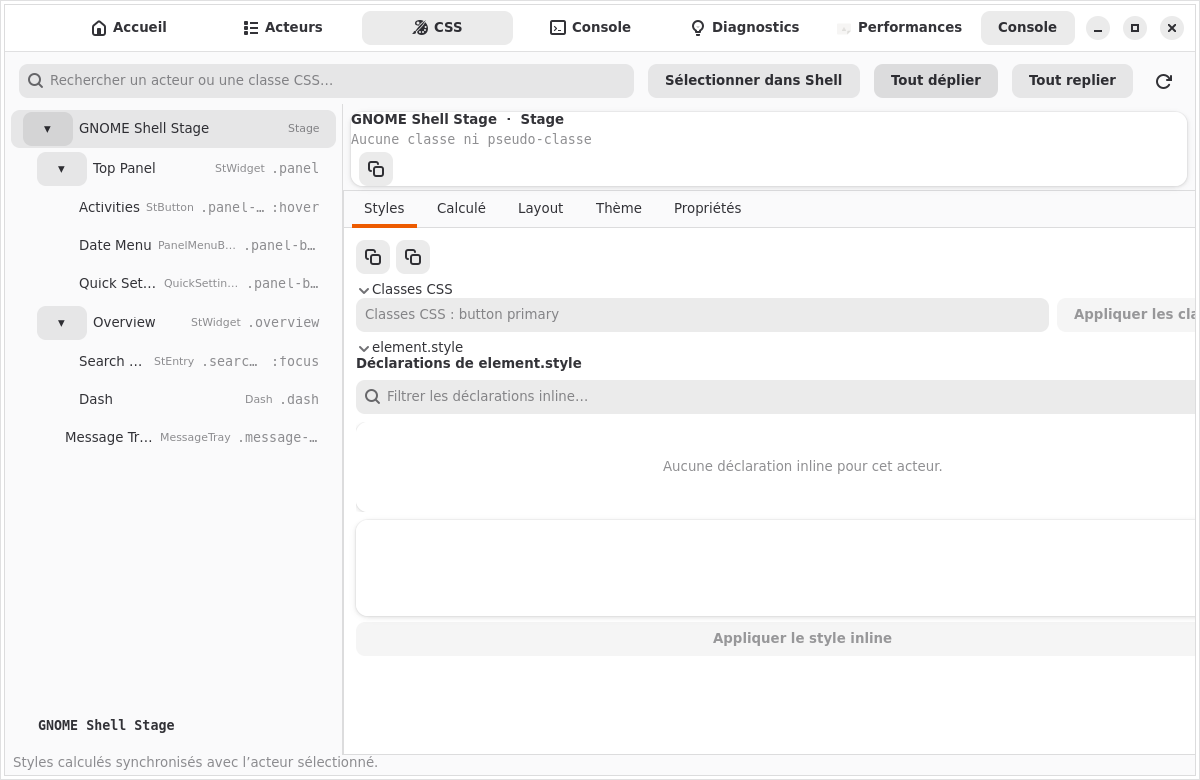 Accueil Acteurs CSS Console Diagnostics Performances Console
Rechercher un acteur ou une classe CSS… Sélectionner dans Shell Tout déplier Tout replier
GNOME Shell Stage Stage
Top Panel StWidget .panel
Activities StButton .panel-… :hover
Date Menu PanelMenuB… .panel-b…
Quick Set… QuickSettin… .panel-b…
Overview StWidget .overview
Search … StEntry .searc… :focus
Dash Dash .dash
Message Tr… MessageTray .message-…
GNOME Shell Stage
GNOME Shell Stage · Stage
Aucune classe ni pseudo-classe
Styles Calculé Layout Thème Propriétés
Classes CSS
Classes CSS : button primary Appliquer les cla
element.style
Déclarations de element.style
Filtrer les déclarations inline…
Aucune déclaration inline pour cet acteur.
Appliquer le style inline
Styles calculés synchronisés avec l’acteur sélectionné.